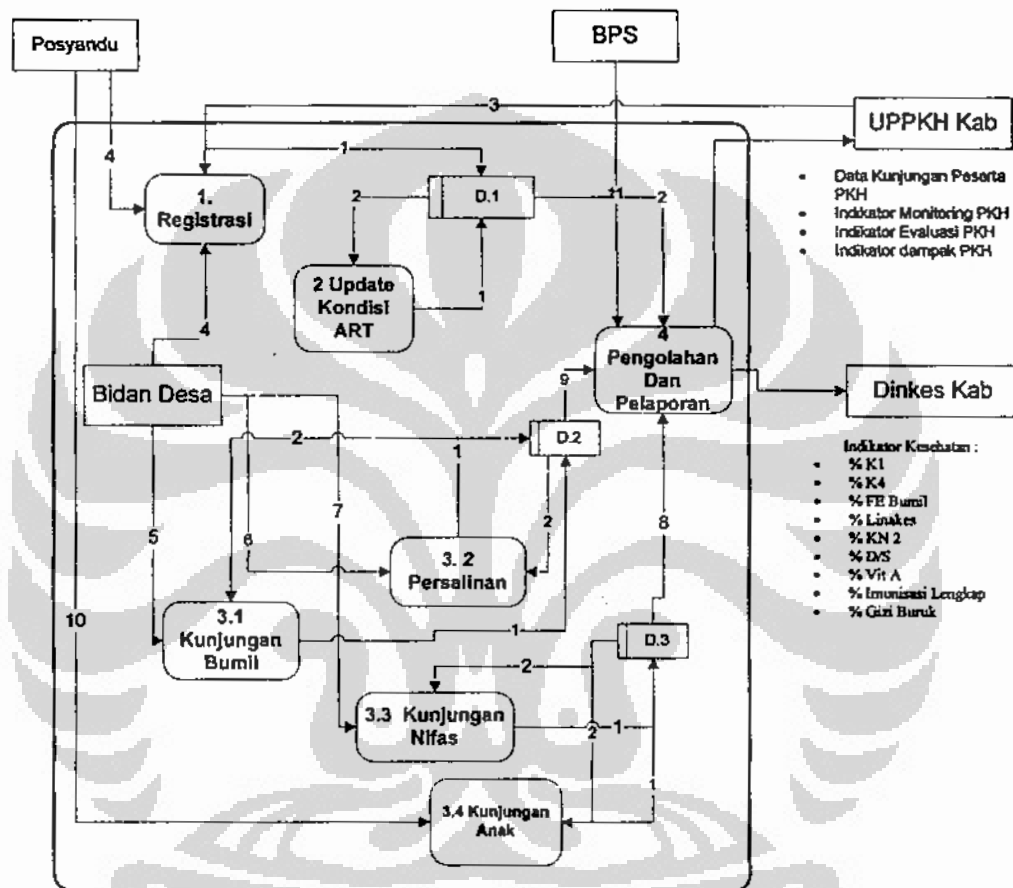 Posyandu
BPS
UPPKH Kab
3
4
1
1.
Registrasi
2
D.1
11
2
Data Kunjungan Peserta
PKH
Indikator Monitoring PKH
Indikator Evaluasi PKH
Indikator dampak PKH
2 Update
Kondisi
ART
1
4
4
Pengolahan
Dan
Pelaporan
Bidan Desa
9
Dinkes Kab
2
1
D.2
Indikator Kesehatan :
% K1
% K4
% FE Bumil
% Linakes
% KN 2
% D/S
% Vit A
% Imunisasi Lengkap
% Gizi Buruk
5
6
7
2
8
3. 2
Persalinan
10
3.1
Kunjungan
Bumil
1
D.3
2
3.3 Kunjungan
Nifas
1
2
1
3.4 Kunjungan
Anak